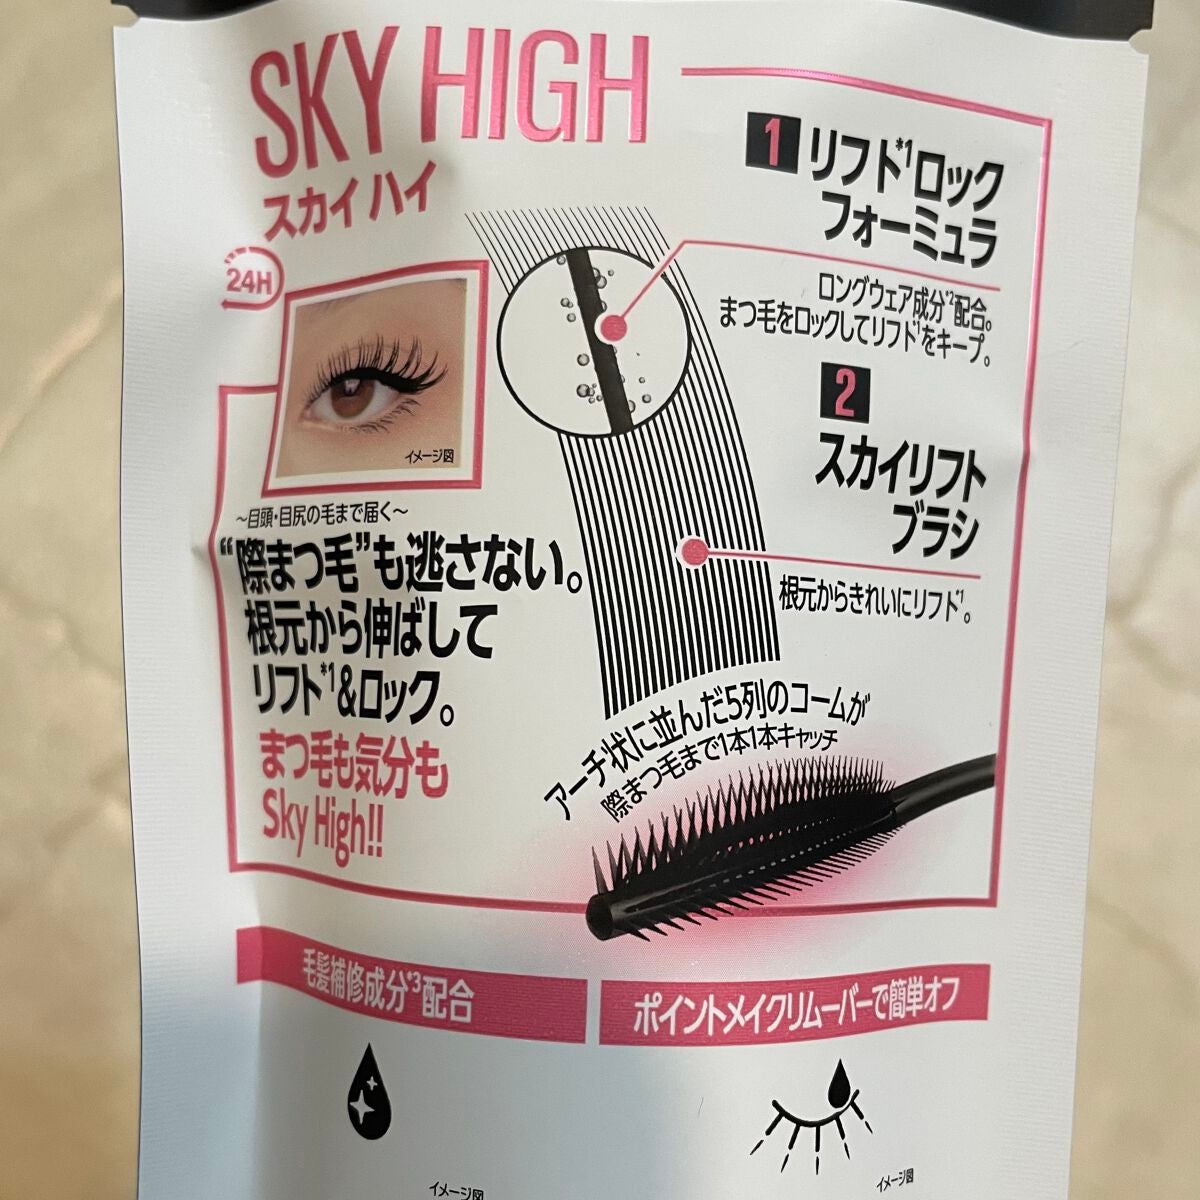 SKY HIGH
スカイハイ
24H
イメージ図
～目頭・目尻の毛まで届く～
“際まつ毛”も逃さない。
根元から伸ばして
リフト*1&ロック。
まつ毛も気分も
Sky High!!
1 リフト*1ロック
フォーミュラ
ロングウェア成分*2配合。
まつ毛をロックしてリフト*1をキープ。
2
スカイリフト
ブラシ
根元からきれいにリフト*1。
アーチ状に並んだ5列のコームが
際まつ毛まで1本1本キャッチ
毛髪補修成分*3配合
イメージ図
ポイントメイクリムーバーで簡単オフ
イメージ図